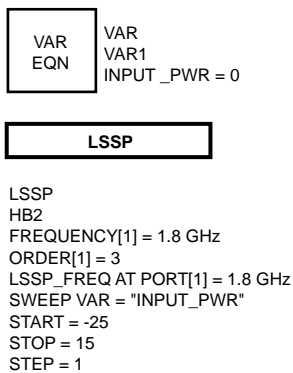 VAR
EQN
VAR
VAR1
INPUT _PWR = 0
LSSP
LSSP
HB2
FREQUENCY[1] = 1.8 GHz
ORDER[1] = 3
LSSP_FREQ AT PORT[1] = 1.8 GHz
SWEEP VAR = "INPUT_PWR"
START = -25
STOP = 15
STEP = 1